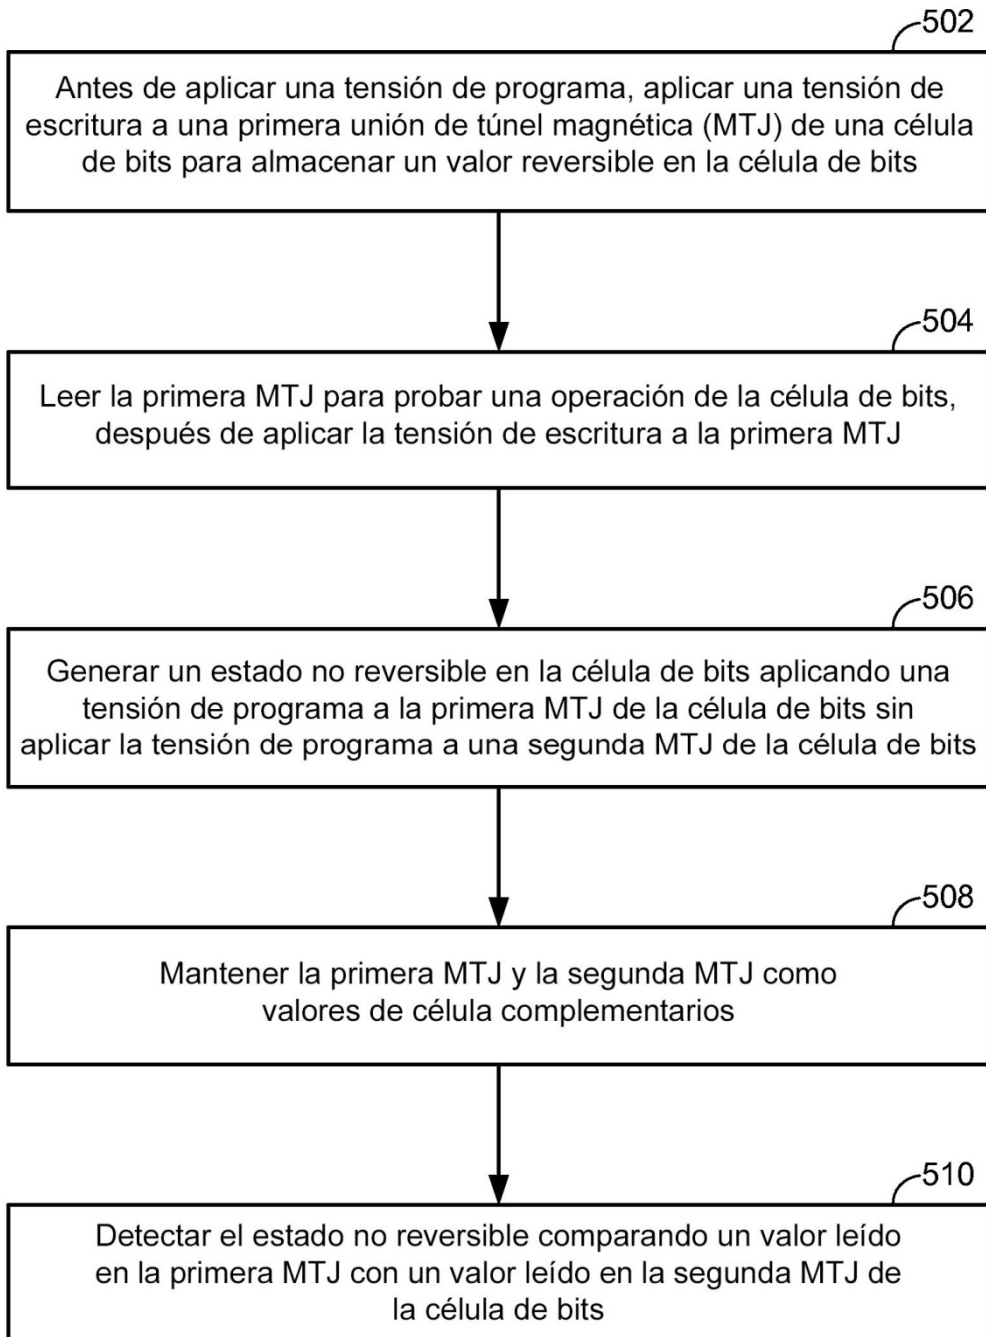 502
Antes de aplicar una tensión de programa, aplicar una tensión de
escritura a una primera unión de túnel magnética (MTJ) de una célula
de bits para almacenar un valor reversible en la célula de bits
504
Leer la primera MTJ para probar una operación de la célula de bits,
después de aplicar la tensión de escritura a la primera MTJ
506
Generar un estado no reversible en la célula de bits aplicando una
tensión de programa a la primera MTJ de la célula de bits sin
aplicar la tensión de programa a una segunda MTJ de la célula de bits
508
Mantener la primera MTJ y la segunda MTJ como
valores de célula complementarios
510
Detectar el estado no reversible comparando un valor leído
en la primera MTJ con un valor leído en la segunda MTJ de
la célula de bits